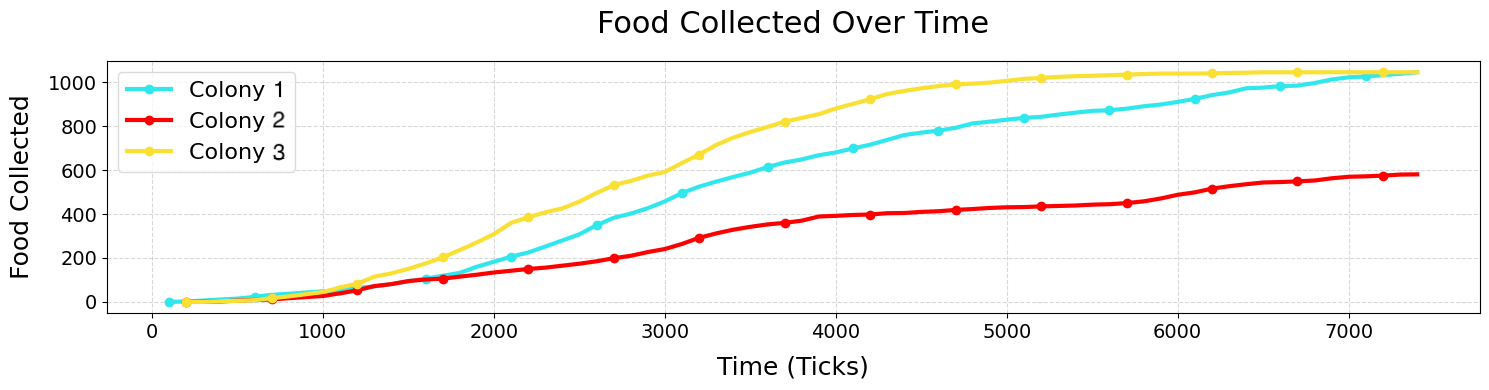 Food Collected Over Time
Food Collected
1000
800
600
400
200
0
Colony 1
Colony 2
Colony 3
0 1000 2000 3000 4000 5000 6000 7000
Time (Ticks)